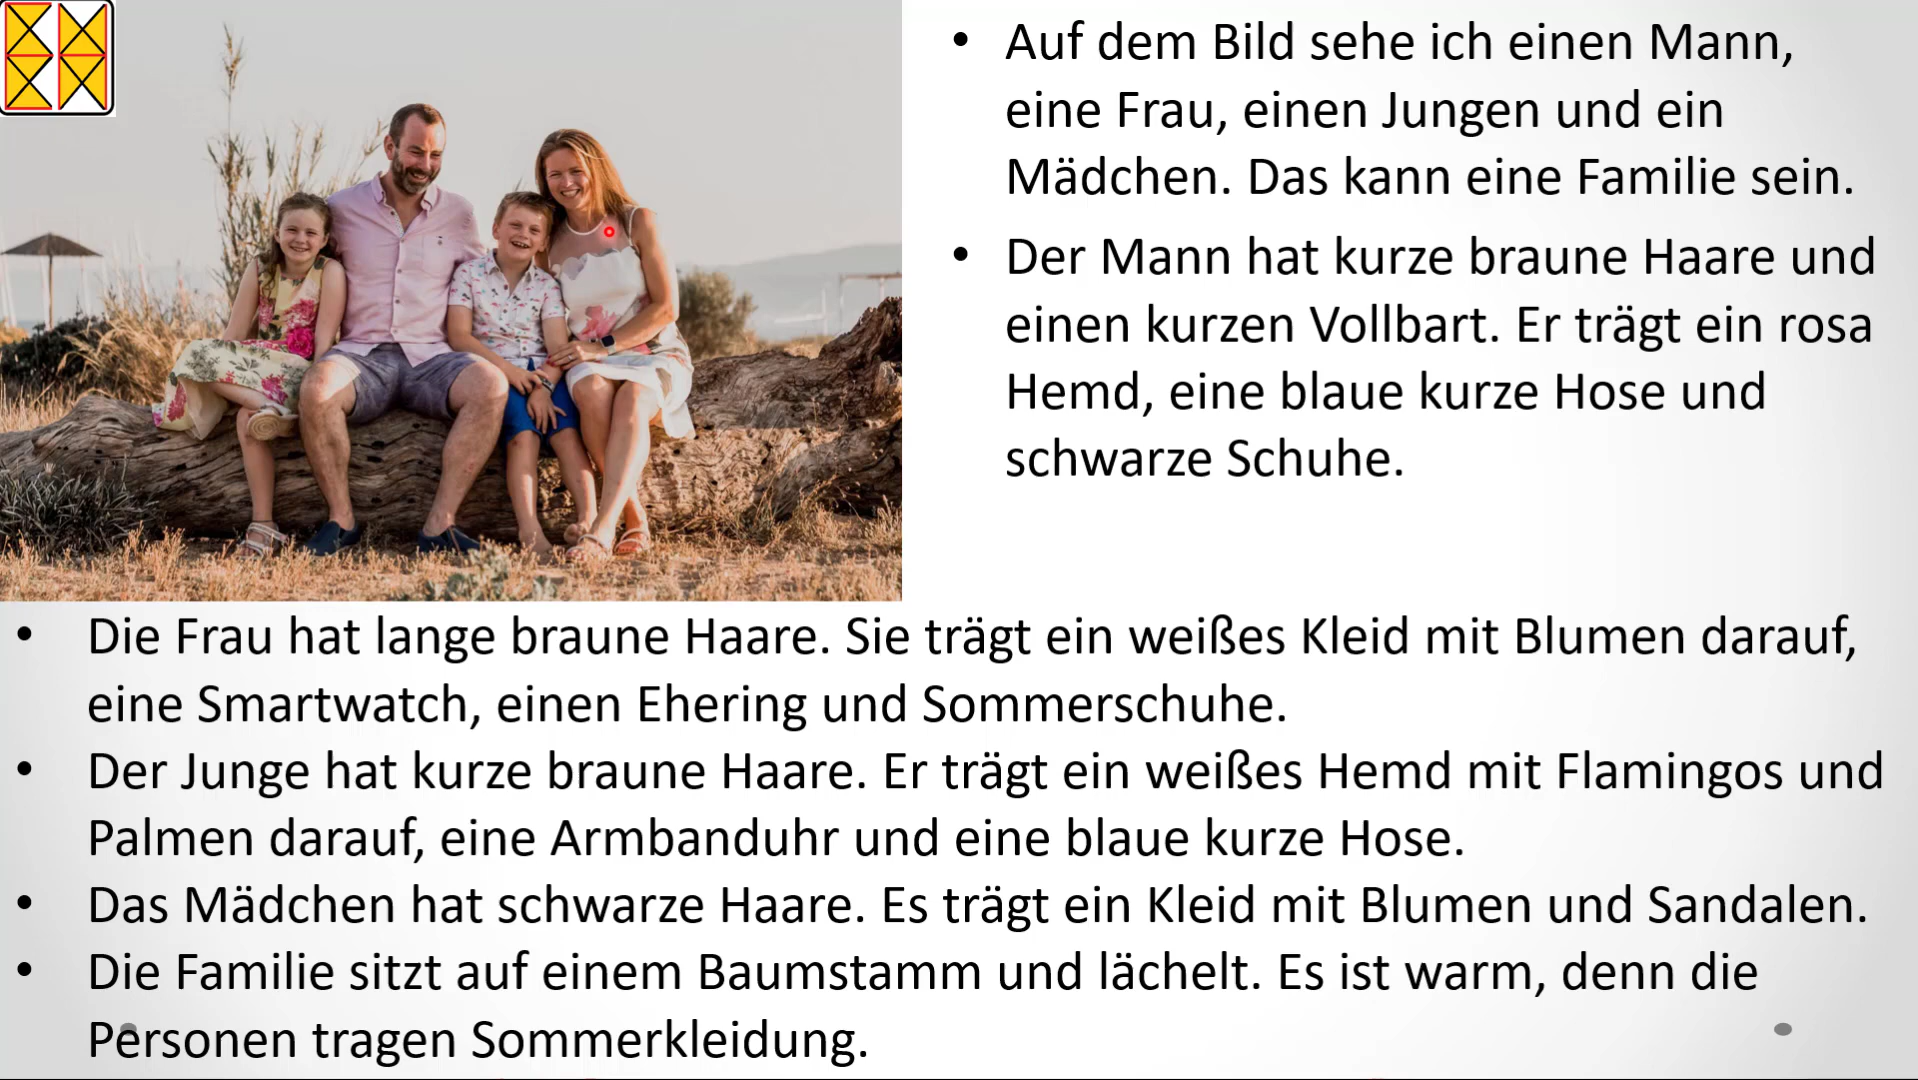 • Auf dem Bild sehe ich einen Mann,
eine Frau, einen Jungen und ein
Mädchen. Das kann eine Familie sein.
• Der Mann hat kurze braune Haare und
einen kurzen Vollbart. Er trägt ein rosa
Hemd, eine blaue kurze Hose und
schwarze Schuhe.
• Die Frau hat lange braune Haare. Sie trägt ein weißes Kleid mit Blumen darauf,
eine Smartwatch, einen Ehering und Sommerschuhe.
• Der Junge hat kurze braune Haare. Er trägt ein weißes Hemd mit Flamingos und
Palmen darauf, eine Armbanduhr und eine blaue kurze Hose.
• Das Mädchen hat schwarze Haare. Es trägt ein Kleid mit Blumen und Sandalen.
• Die Familie sitzt auf einem Baumstamm und lächelt. Es ist warm, denn die
Personen tragen Sommerkleidung.